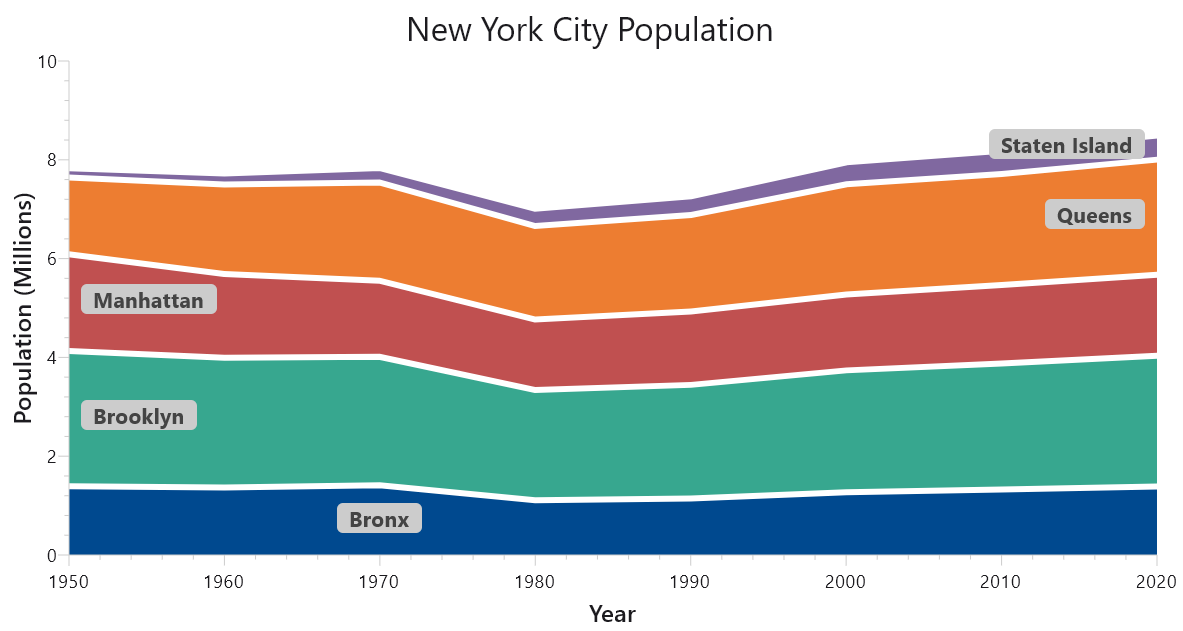 New York City Population
10
8
6
4
2
0
Population (Millions)
Staten Island
Queens
Manhattan
Brooklyn
Bronx
1950 1960 1970 1980 1990 2000 2010 2020
Year